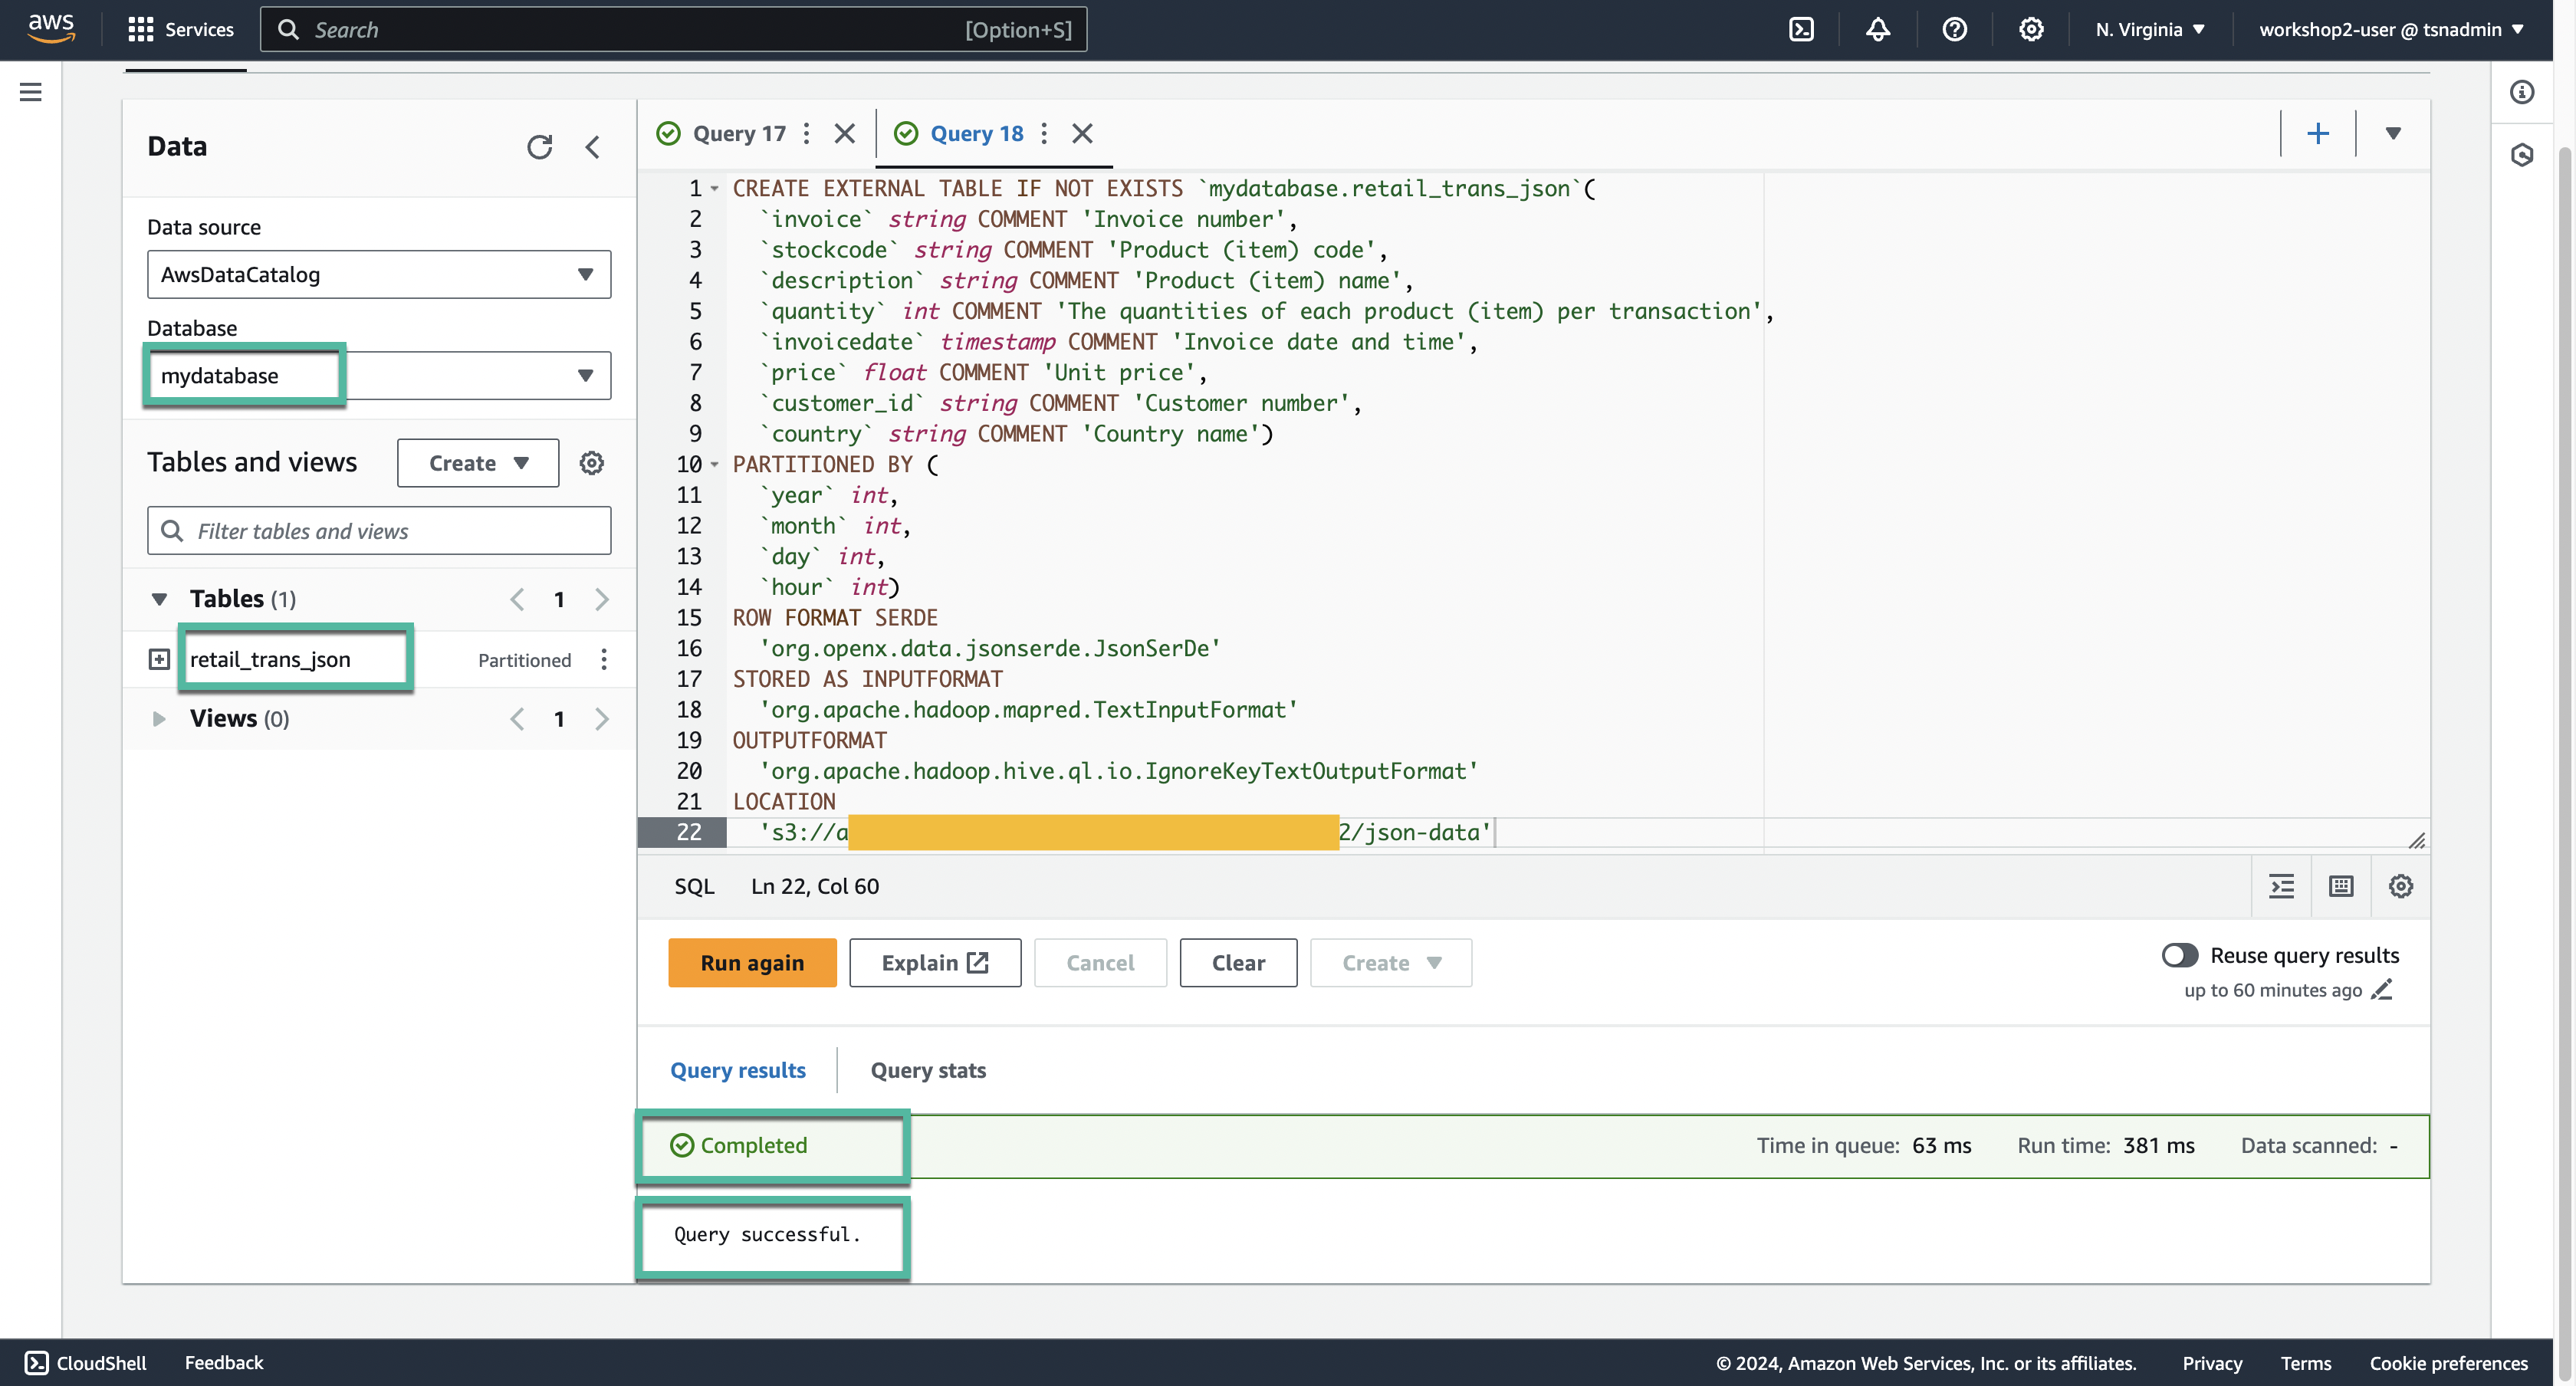 aws
Services
Search
[Option+S]
N. Virginia
workshop2-user @ tsnadmin
Data
Data source
AwsDataCatalog
Database
mydatabase
Tables and views
Create
Filter tables and views
Tables (1)
1
retail_trans_json
Partitioned
Views (0)
1
Query 17
Query 18
1 CREATE EXTERNAL TABLE IF NOT EXISTS `mydatabase.retail_trans_json`(
2 `invoice` string COMMENT 'Invoice number',
3 `stockcode` string COMMENT 'Product (item) code',
4 `description` string COMMENT 'Product (item) name',
5 `quantity` int COMMENT 'The quantities of each product (item) per transaction',
6 `invoicedate` timestamp COMMENT 'Invoice date and time',
7 `price` float COMMENT 'Unit price',
8 `customer_id` string COMMENT 'Customer number',
9 `country` string COMMENT 'Country name')
10 PARTITIONED BY (
11 `year` int,
12 `month` int,
13 `day` int,
14 `hour` int)
15 ROW FORMAT SERDE
16 'org.openx.data.jsonserde.JsonSerDe'
17 STORED AS INPUTFORMAT
18 'org.apache.hadoop.mapred.TextInputFormat'
19 OUTPUTFORMAT
20 'org.apache.hadoop.hive.ql.io.IgnoreKeyTextOutputFormat'
21 LOCATION
22 's3://a 2/json-data'
SQL Ln 22, Col 60
Run again
Explain
Cancel
Clear
Create
Reuse query results
up to 60 minutes ago
Query results
Query stats
Completed
Time in queue: 63 ms
Run time: 381 ms
Data scanned: -
Query successful.
CloudShell
Feedback
© 2024, Amazon Web Services, Inc. or its affiliates.
Privacy
Terms
Cookie preferences